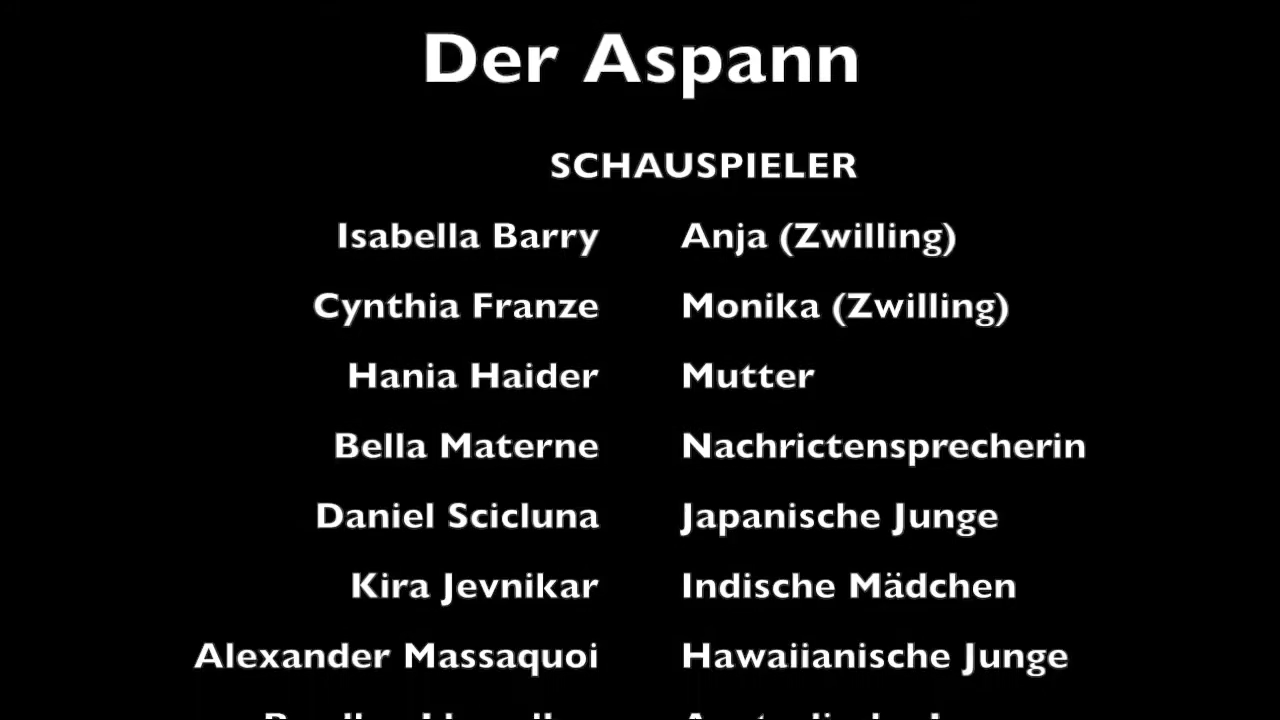 Der Aspann
SCHAUSPIELER
Isabella Barry Anja (Zwilling)
Cynthia Franze Monika (Zwilling)
Hania Haider Mutter
Bella Materne Nachrictensprecherin
Daniel Scicluna Japanische Junge
Kira Jevnikar Indische Mädchen
Alexander Massaquoi Hawaiianische Junge